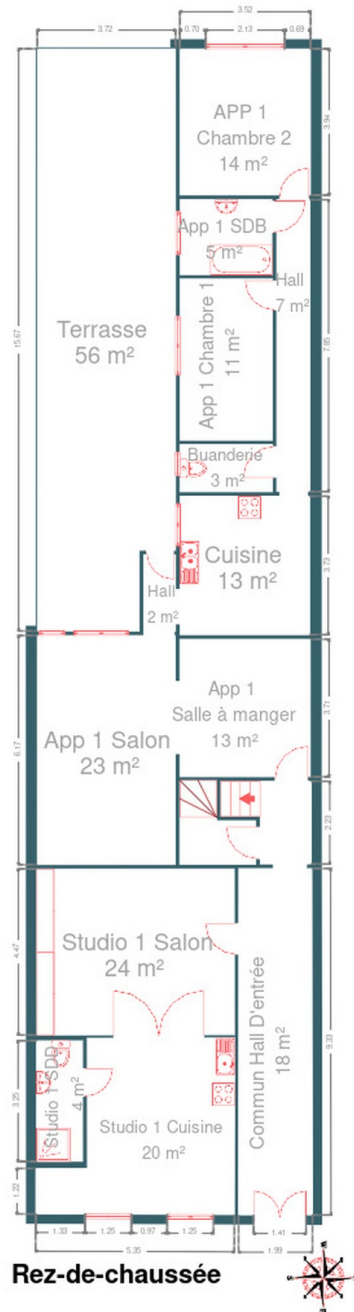 3.52
3.72
0.70 2.13 0.69
APP 1
Chambre 2
14 m²
3.94
App 1 SDB
5 m²
Hall
7 m²
Terrasse
56 m²
15.67
App 1 Chambre 1
11 m²
7.85
Buanderie
3 m²
Cuisine
13 m²
3.73
Hall
2 m²
App 1
Salle à manger
13 m²
3.71
App 1 Salon
23 m²
6.17
2.23
Studio 1 Salon
24 m²
4.47
Commun Hall D'entrée
18 m²
9.33
Studio 1 SDD
4 m²
3.25
Studio 1 Cuisine
20 m²
1.22
1.33 1.25 0.97 1.25
1.41
5.35
1.99
Rez-de-chaussée